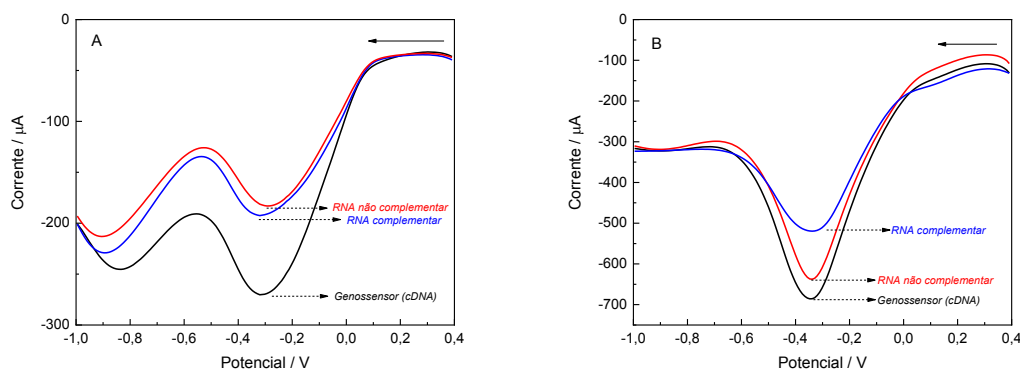 A
0
-100
-200
-300
Corrente / µA
-1,0
-0,8
-0,6
-0,4
-0,2
0,0
0,2
0,4
Potencial / V
RNA não complementar
RNA complementar
Genossensor (cDNA)
B
0
-100
-200
-300
-400
-500
-600
-700
Corrente / µA
-1,0
-0,8
-0,6
-0,4
-0,2
0,0
0,2
0,4
Potencial / V
RNA complementar
RNA não complementar
Genossensor (cDNA)